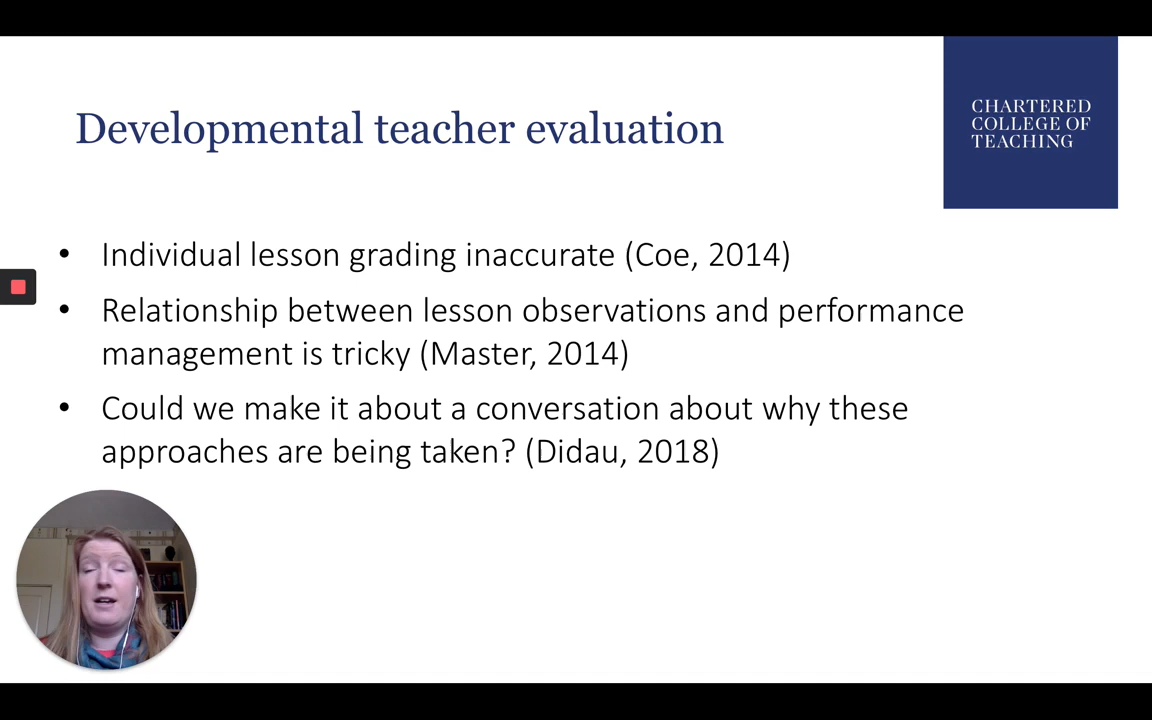 Developmental teacher evaluation
CHARTERED
COLLEGE OF
TEACHING
• Individual lesson grading inaccurate (Coe, 2014)
• Relationship between lesson observations and performance
management is tricky (Master, 2014)
• Could we make it about a conversation about why these
approaches are being taken? (Didau, 2018)